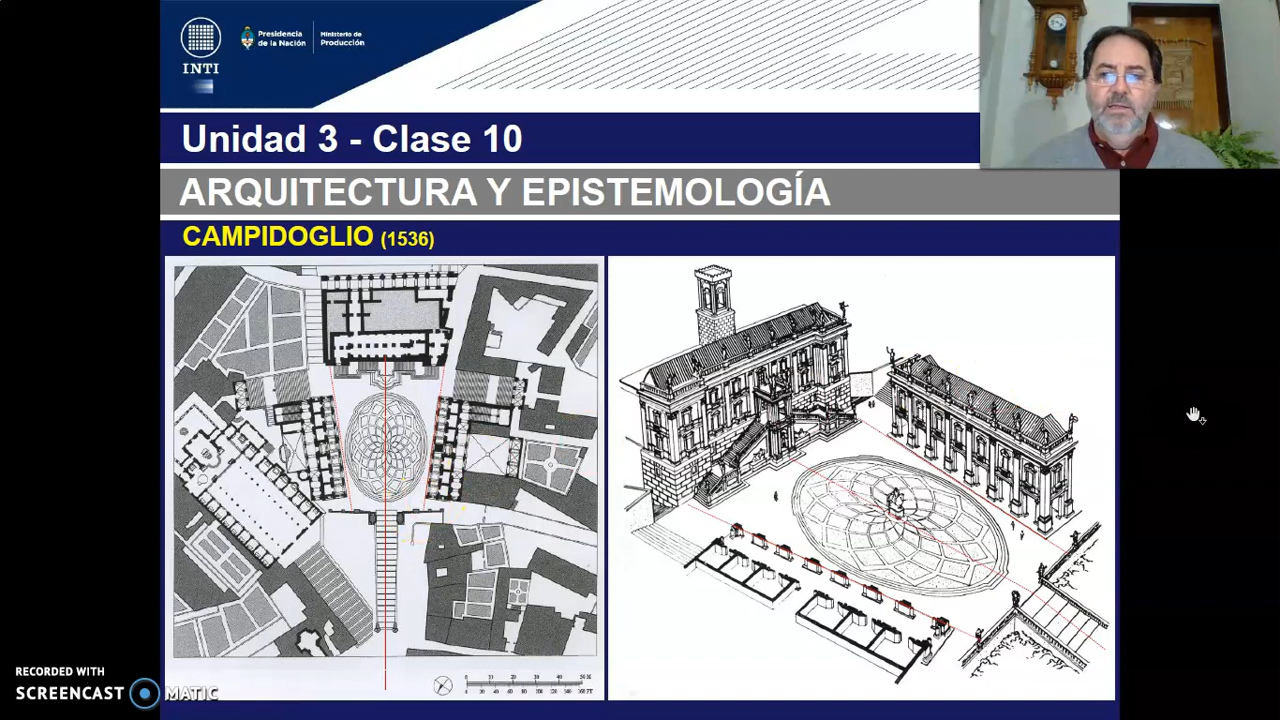 INTI
Presidencia
de la Nación
Ministerio de
Producción
Unidad 3 - Clase 10
ARQUITECTURA Y EPISTEMOLOGÍA
CAMPIDOGLIO (1536)
RECORDED WITH
SCREENCAST MATIC